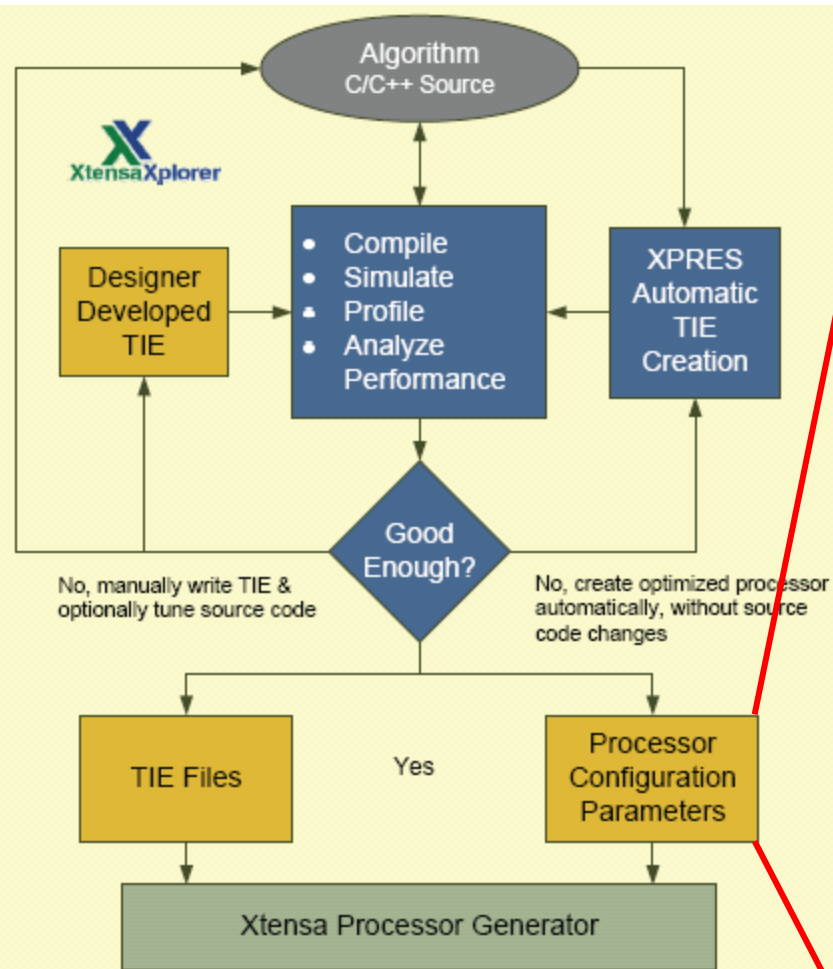 Algorithm
C/C++ Source
XtensaXplorer
Designer
Developed
TIE
• Compile
• Simulate
• Profile
• Analyze
Performance
XPRES
Automatic
TIE
Creation
Good
Enough?
No, manually write TIE &
optionally tune source code
No, create optimized processor
automatically, without source
code changes
TIE Files
Yes
Processor
Configuration
Parameters
Xtensa Processor Generator